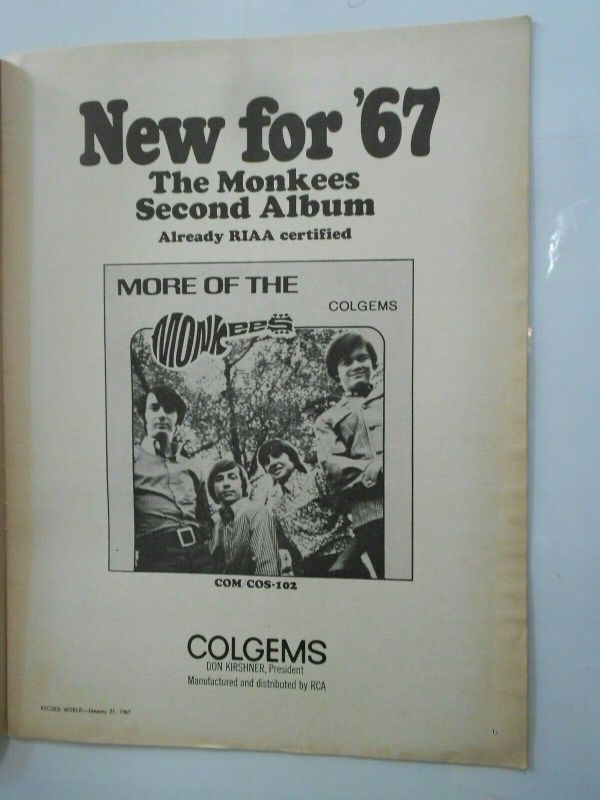 New for '67
The Monkees
Second Album
Already RIAA certified
MORE OF THE
COLGEMS
MONKEES
COM/COS-102
COLGEMS
DON KIRSHNER, President
Manufactured and distributed by RCA
RECORD WORLD—January 21, 1967